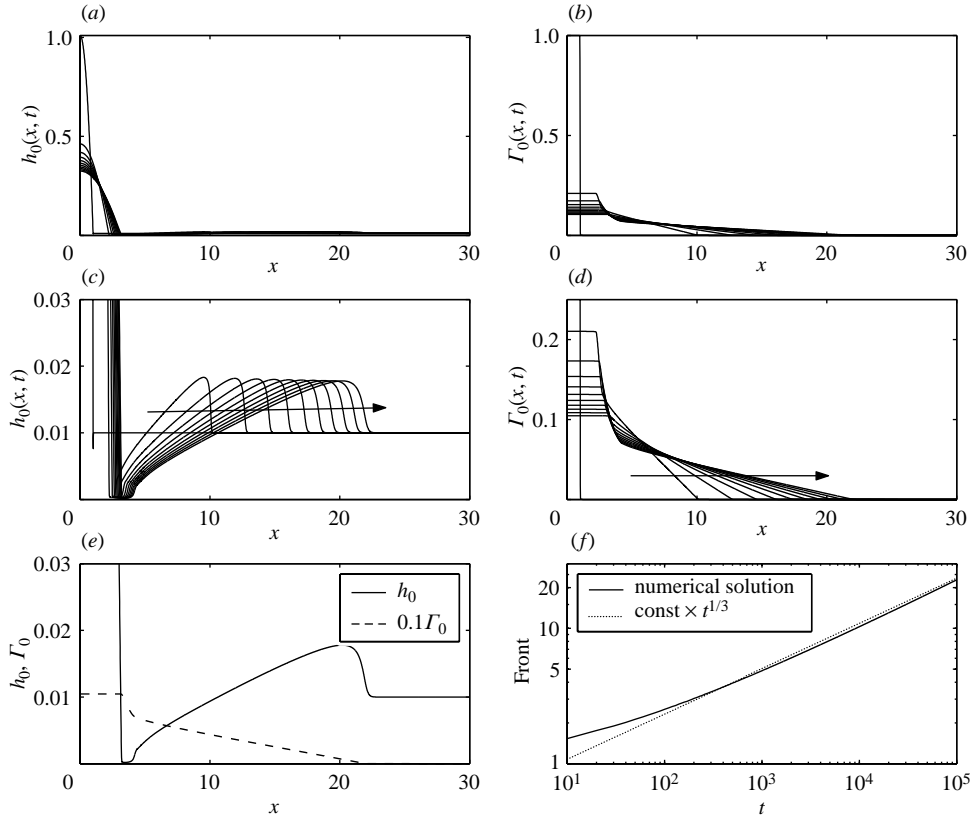 (a)
1.0
0.5
h0(x, t)
0
10
20
30
x
(b)
1.0
0.5
Γ0(x, t)
0
10
20
30
x
(c)
0.03
0.02
0.01
h0(x, t)
0
10
20
30
x
(d)
0.2
0.1
Γ0(x, t)
0
10
20
30
x
(e)
0.03
0.02
0.01
h0, Γ0
h0
0.1Γ0
0
10
20
30
x
(f)
20
10
5
1
Front
numerical solution
const × t^{1/3}
10^1
10^2
10^3
10^4
10^5
t